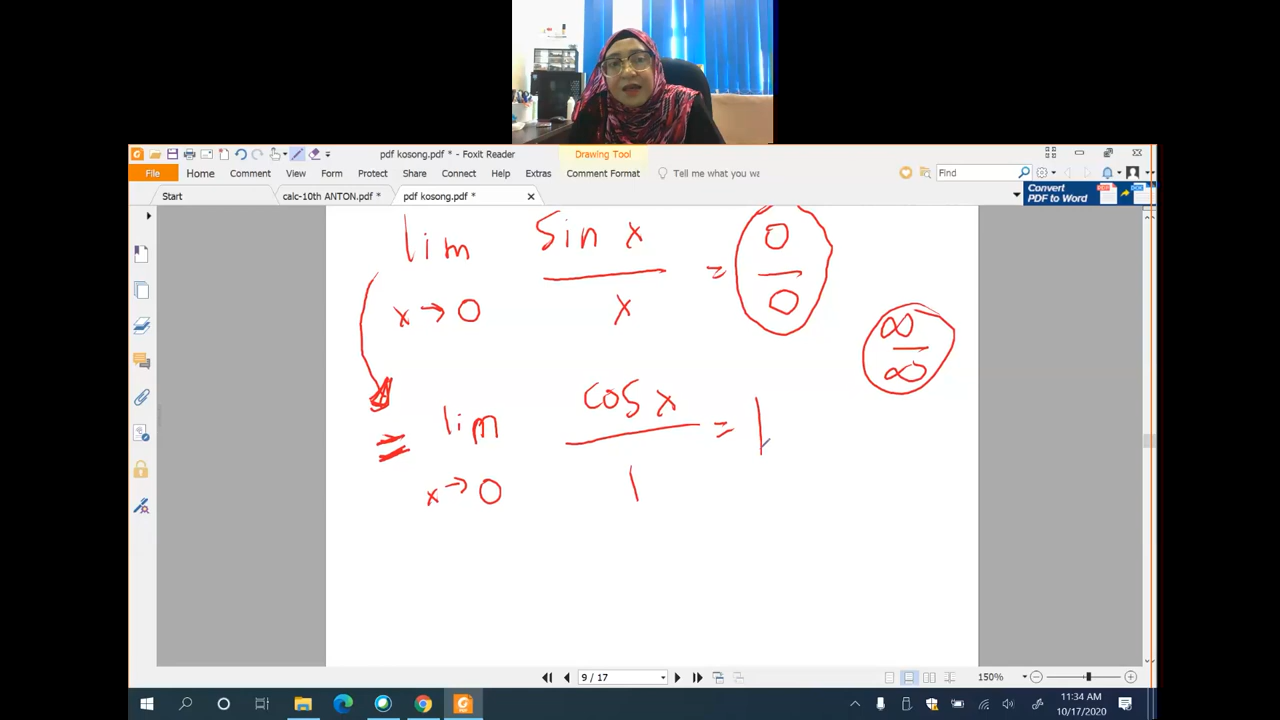 pdf kosong.pdf * - Foxit Reader
Drawing Tool
File Home Comment View Form Protect Share Connect Help Extras Comment Format Tell me what you wa Find
Start calc-10th ANTON.pdf * pdf kosong.pdf *
Convert
PDF to Word
lim sin x = 0
x → 0 x 0
∞
∞
= lim cos x = 1
x → 0 1
9 / 17 150%
11:34 AM
10/17/2020